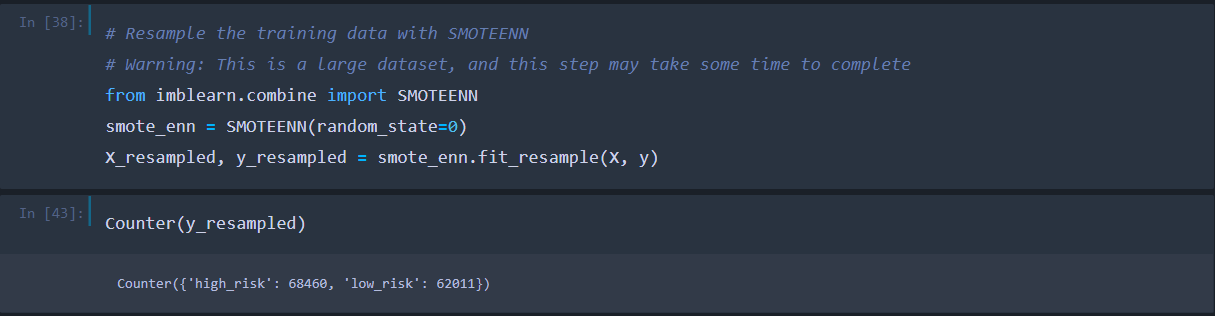 In [38]:
# Resample the training data with SMOTEENN
# Warning: This is a large dataset, and this step may take some time to complete
from imblearn.combine import SMOTEENN
smote_enn = SMOTEENN(random_state=0)
X_resampled, y_resampled = smote_enn.fit_resample(X, y)
In [43]:
Counter(y_resampled)
Counter({'high_risk': 68460, 'low_risk': 62011})